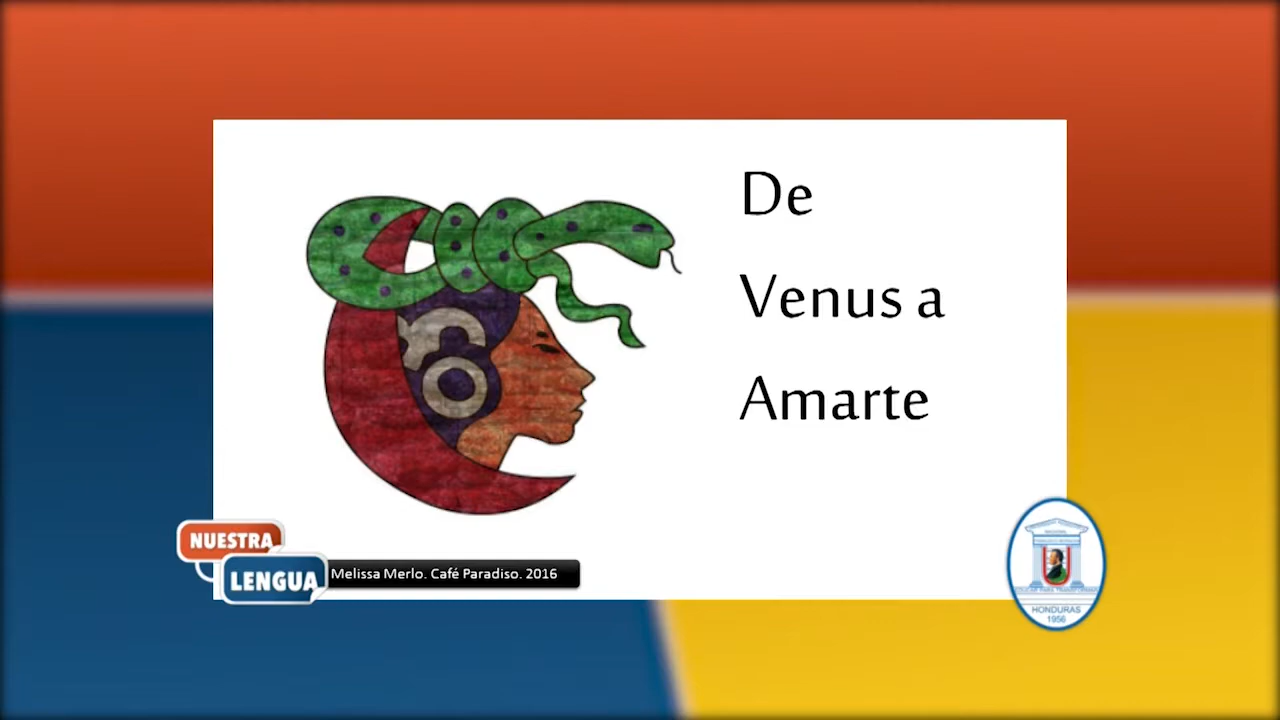 De
Venus a
Amarte
NUESTRA
LENGUA
Melissa Merlo. Café Paradiso. 2016
HONDURAS
1956